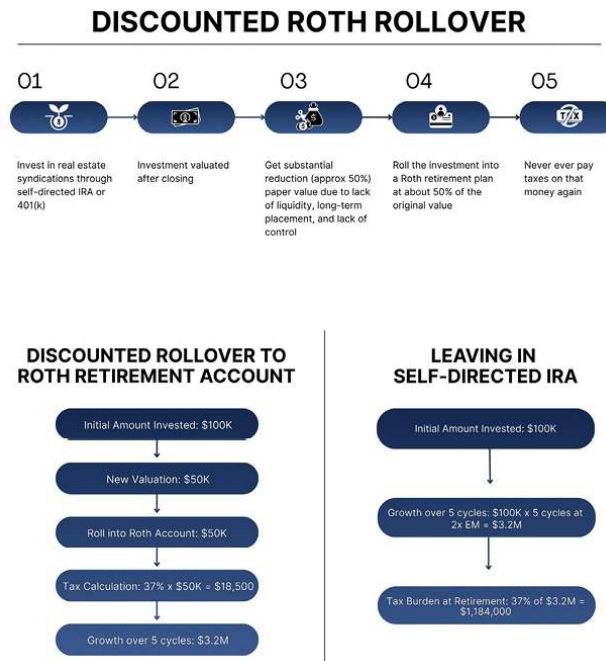 DISCOUNTED ROTH ROLLOVER
01
02
03
04
05
TAX
Invest in real estate
syndications through
self-directed IRA or
401(k)
Investment valuated
after closing
Get substantial
reduction (approx 50%)
paper value due to lack
of liquidity, long-term
placement, and lack of
control
Roll the investment into
a Roth retirement plan
at about 50% of the
original value
Never ever pay
taxes on that
money again
DISCOUNTED ROLLOVER TO
ROTH RETIREMENT ACCOUNT
Initial Amount Invested: $100K
New Valuation: $50K
Roll into Roth Account: $50K
Tax Calculation: 37% x $50K = $18,500
Growth over 5 cycles: $3.2M
LEAVING IN
SELF-DIRECTED IRA
Initial Amount Invested: $100K
Growth over 5 cycles: $100K x 5 cycles at
2x EM = $3.2M
Tax Burden at Retirement: 37% of $3.2M =
$1,184,000